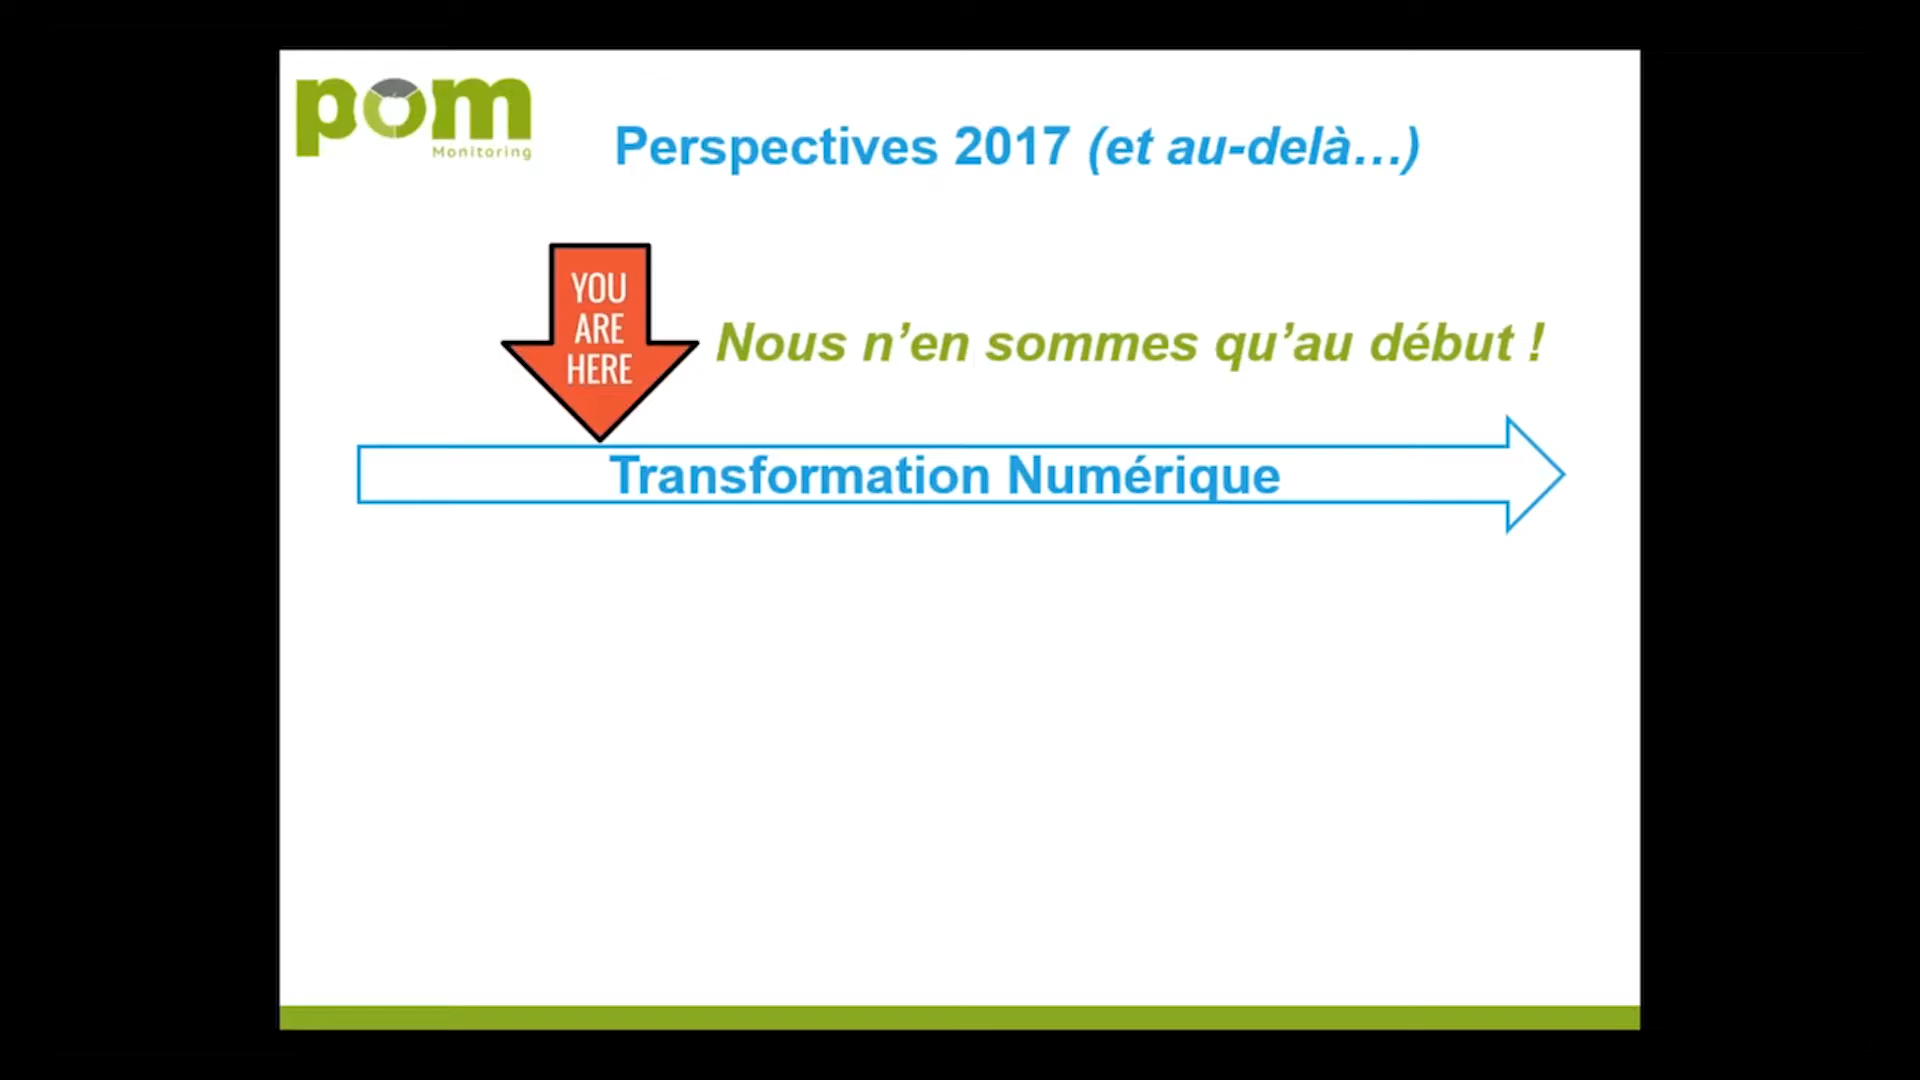 pom
Monitoring
Perspectives 2017 (et au-delà…)
YOU
ARE
HERE
Nous n’en sommes qu’au début !
Transformation Numérique